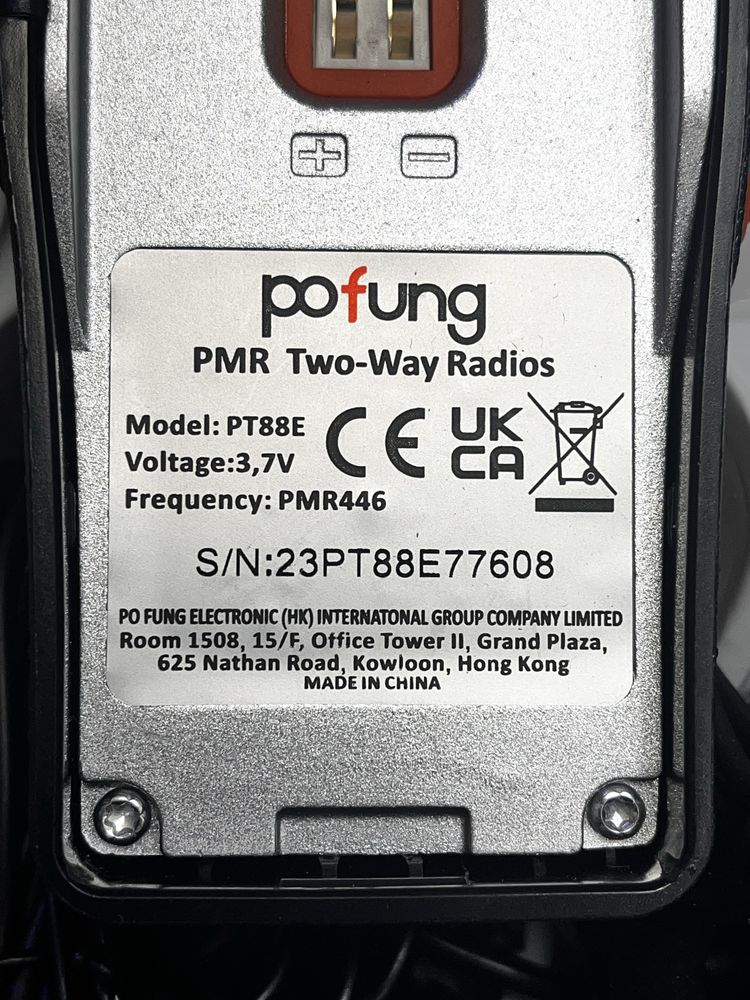 + −
pofung
PMR Two-Way Radios
Model: PT88E
Voltage:3,7V
Frequency: PMR446
CE UK CA
S/N:23PT88E77608
PO FUNG ELECTRONIC (HK) INTERNATONAL GROUP COMPANY LIMITED
Room 1508, 15/F, Office Tower II, Grand Plaza,
625 Nathan Road, Kowloon, Hong Kong
MADE IN CHINA